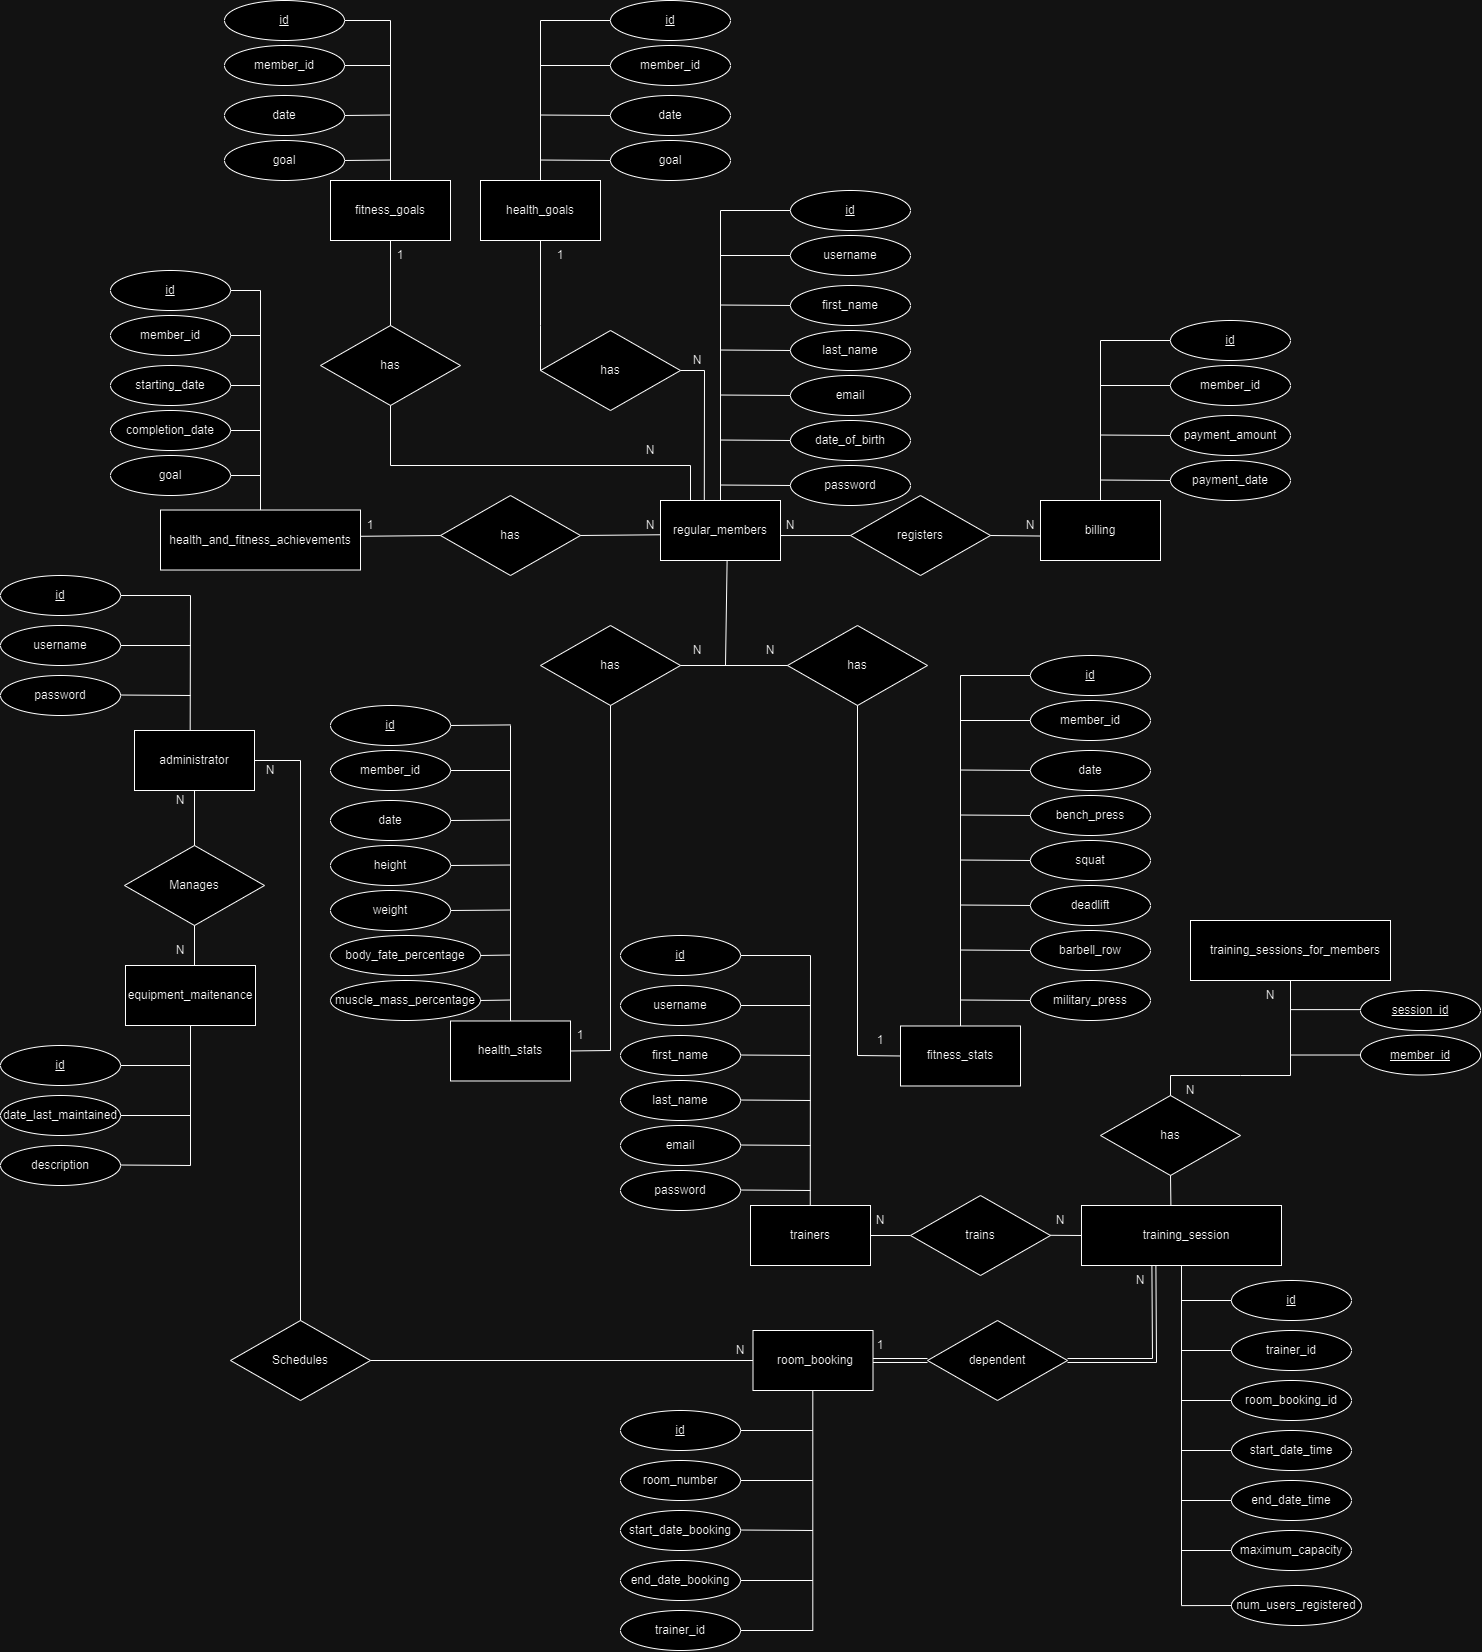 id
member_id
date
goal
fitness_goals
1
id
member_id
date
goal
health_goals
1
id
username
first_name
last_name
email
date_of_birth
password
id
member_id
starting_date
completion_date
goal
health_and_fitness_achievements
has
has
N
N
id
member_id
payment_amount
payment_date
1
has
N
regular_members
N
registers
N
billing
id
username
password
administrator
N
N
has
N
N
has
Manages
N
equipment_maitenance
id
date_last_maintained
description
id
member_id
date
height
weight
body_fate_percentage
muscle_mass_percentage
health_stats
1
id
member_id
date
bench_press
squat
deadlift
barbell_row
military_press
1
fitness_stats
id
username
first_name
last_name
email
password
trainers
N
trains
N
training_session
training_sessions_for_members
N
session_id
member_id
N
has
N
id
trainer_id
room_booking_id
start_date_time
end_date_time
maximum_capacity
num_users_registered
Schedules
N
room_booking
1
dependent
id
room_number
start_date_booking
end_date_booking
trainer_id